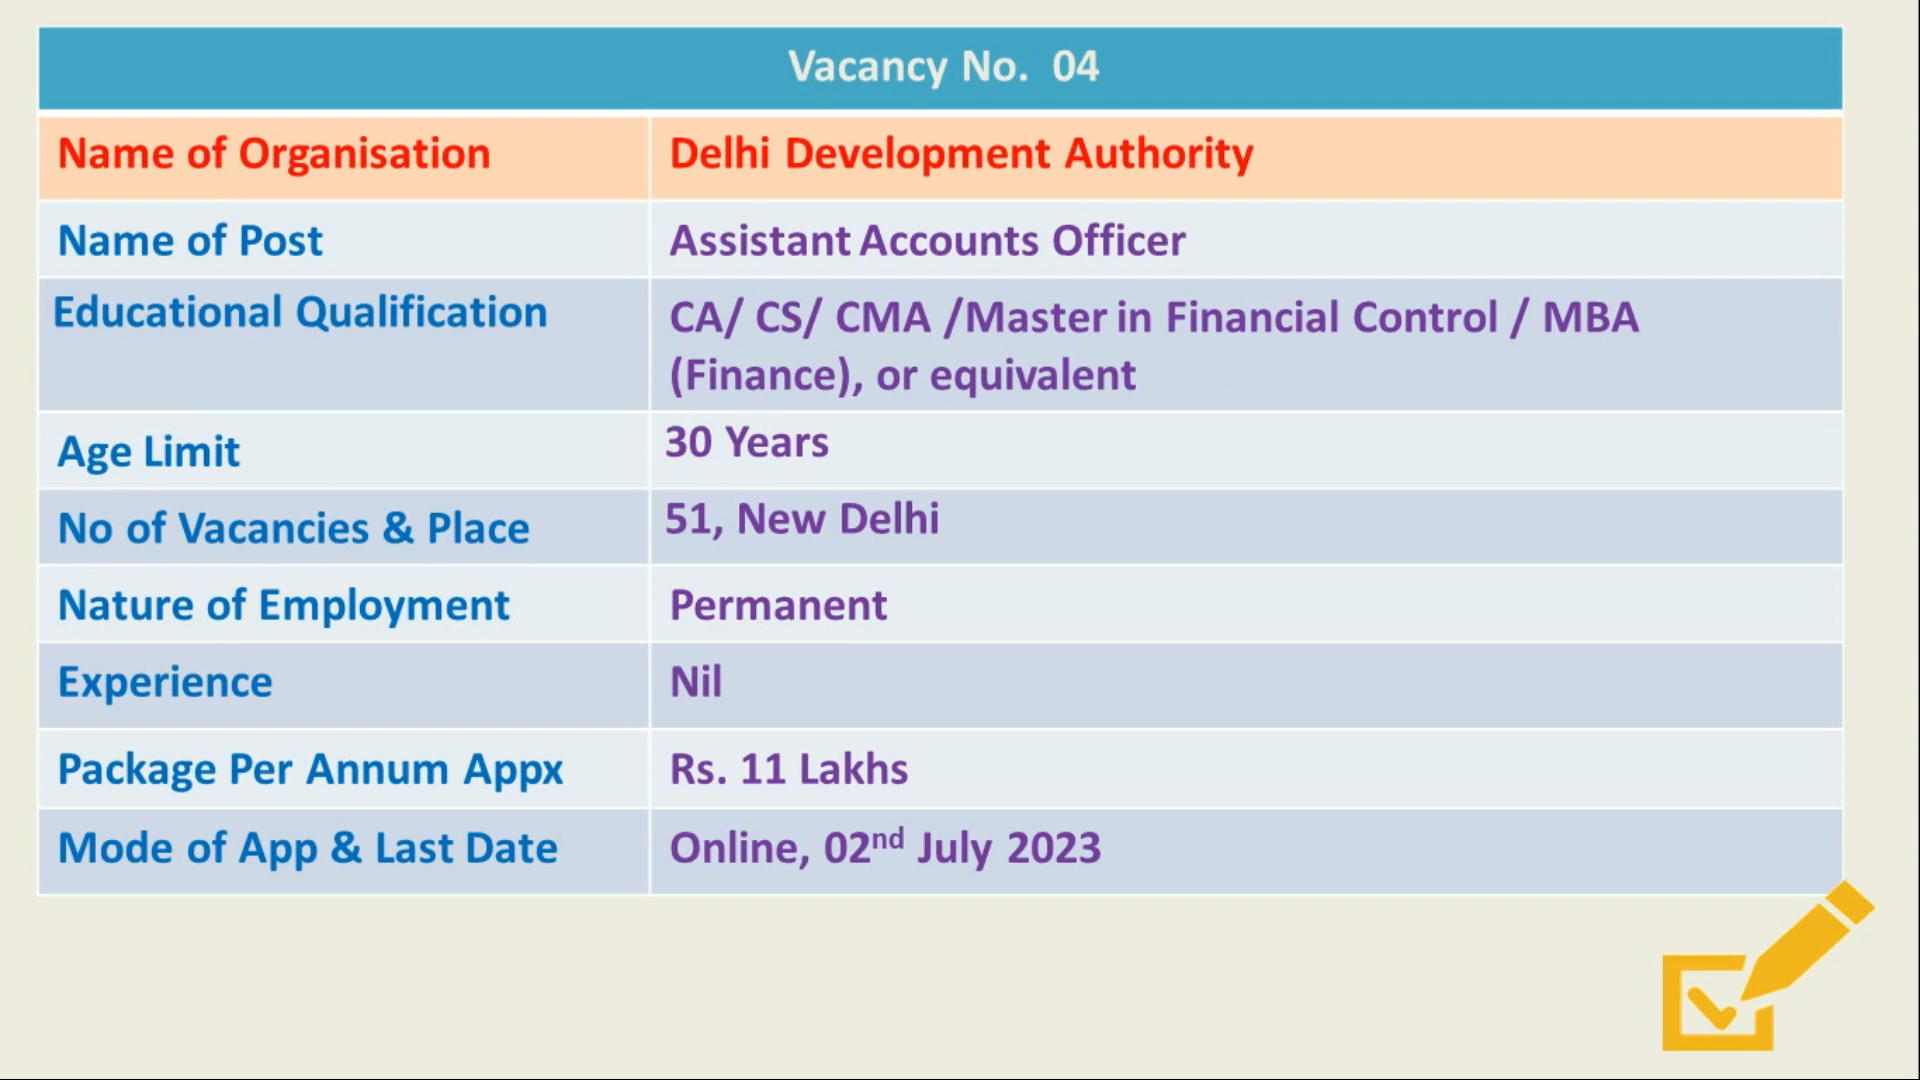 Vacancy No. 04
Name of Organisation Delhi Development Authority
Name of Post Assistant Accounts Officer
Educational Qualification CA/ CS/ CMA /Master in Financial Control / MBA
(Finance), or equivalent
Age Limit 30 Years
No of Vacancies & Place 51, New Delhi
Nature of Employment Permanent
Experience Nil
Package Per Annum Appx Rs. 11 Lakhs
Mode of App & Last Date Online, 02nd July 2023